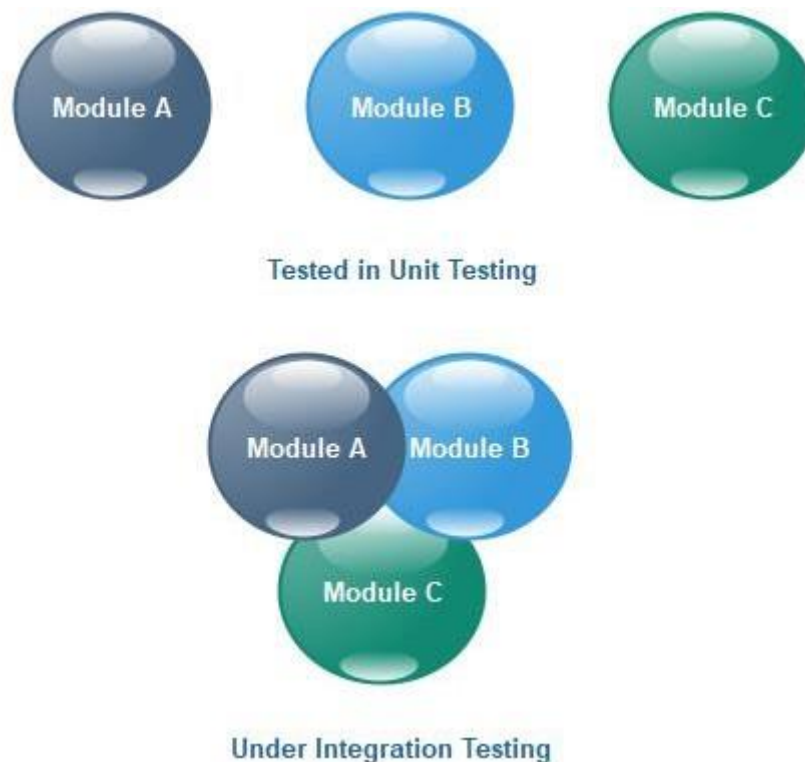 Module A
Module B
Module C
Tested in Unit Testing
Module A
Module B
Module C
Under Integration Testing